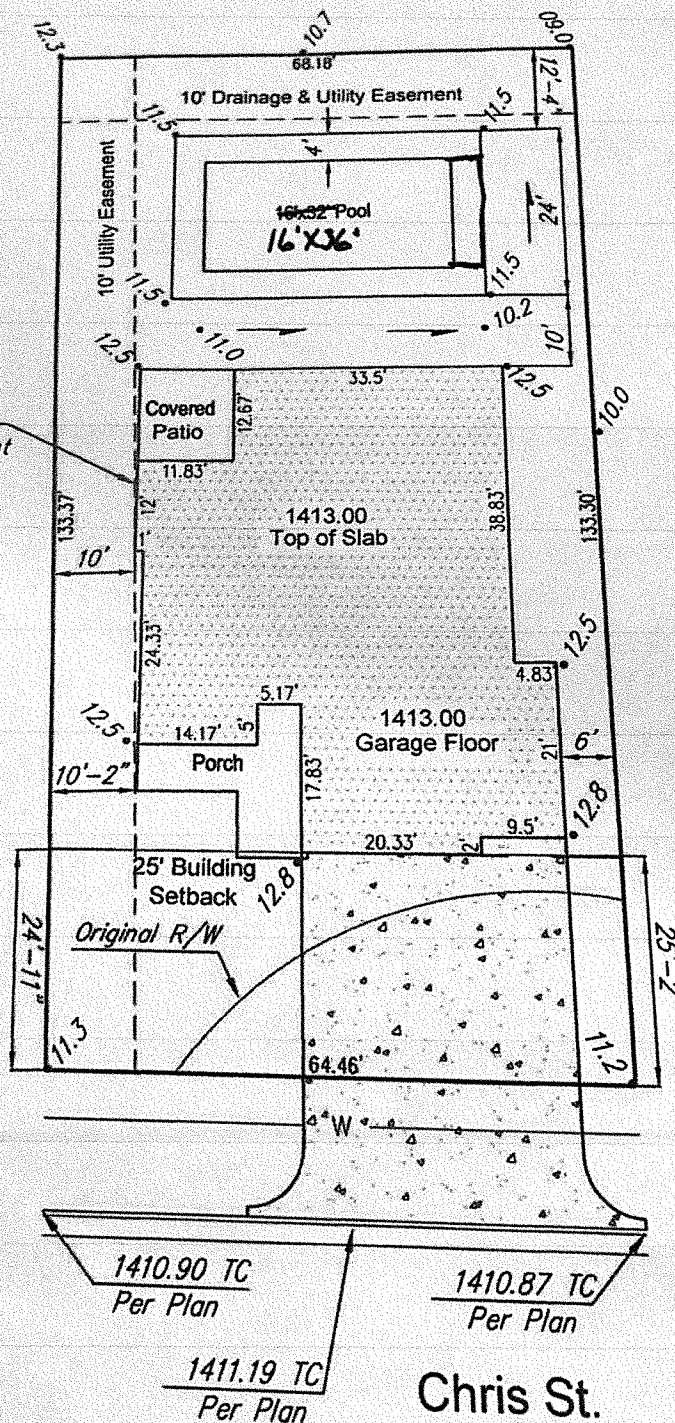 12.3
10.7
09.0
68.18'
12'-4"
10' Drainage & Utility Easement
11.5
11.5
4'
10' Utility Easement
16'x32' Pool
16'X36'
24'
11.5
11.5
11.0
10.2
10'
12.5
33.5'
12.5
Covered
Patio
12.67
10.0
11.83'
12'
133.37'
1413.00
Top of Slab
38.83'
133.30'
1'
10'
24.33'
12.5
4.83'
5.17'
5'
1413.00
Garage Floor
12.5
14.17'
Porch
21'
6'
10'-2"
17.83'
12.8
20.33'
2'
9.5'
25' Building
Setback
12.8
24'-11"
25'-2"
Original R/W
11.3
64.46'
11.2
W
1410.90 TC
Per Plan
1410.87 TC
Per Plan
1411.19 TC
Per Plan
Chris St.